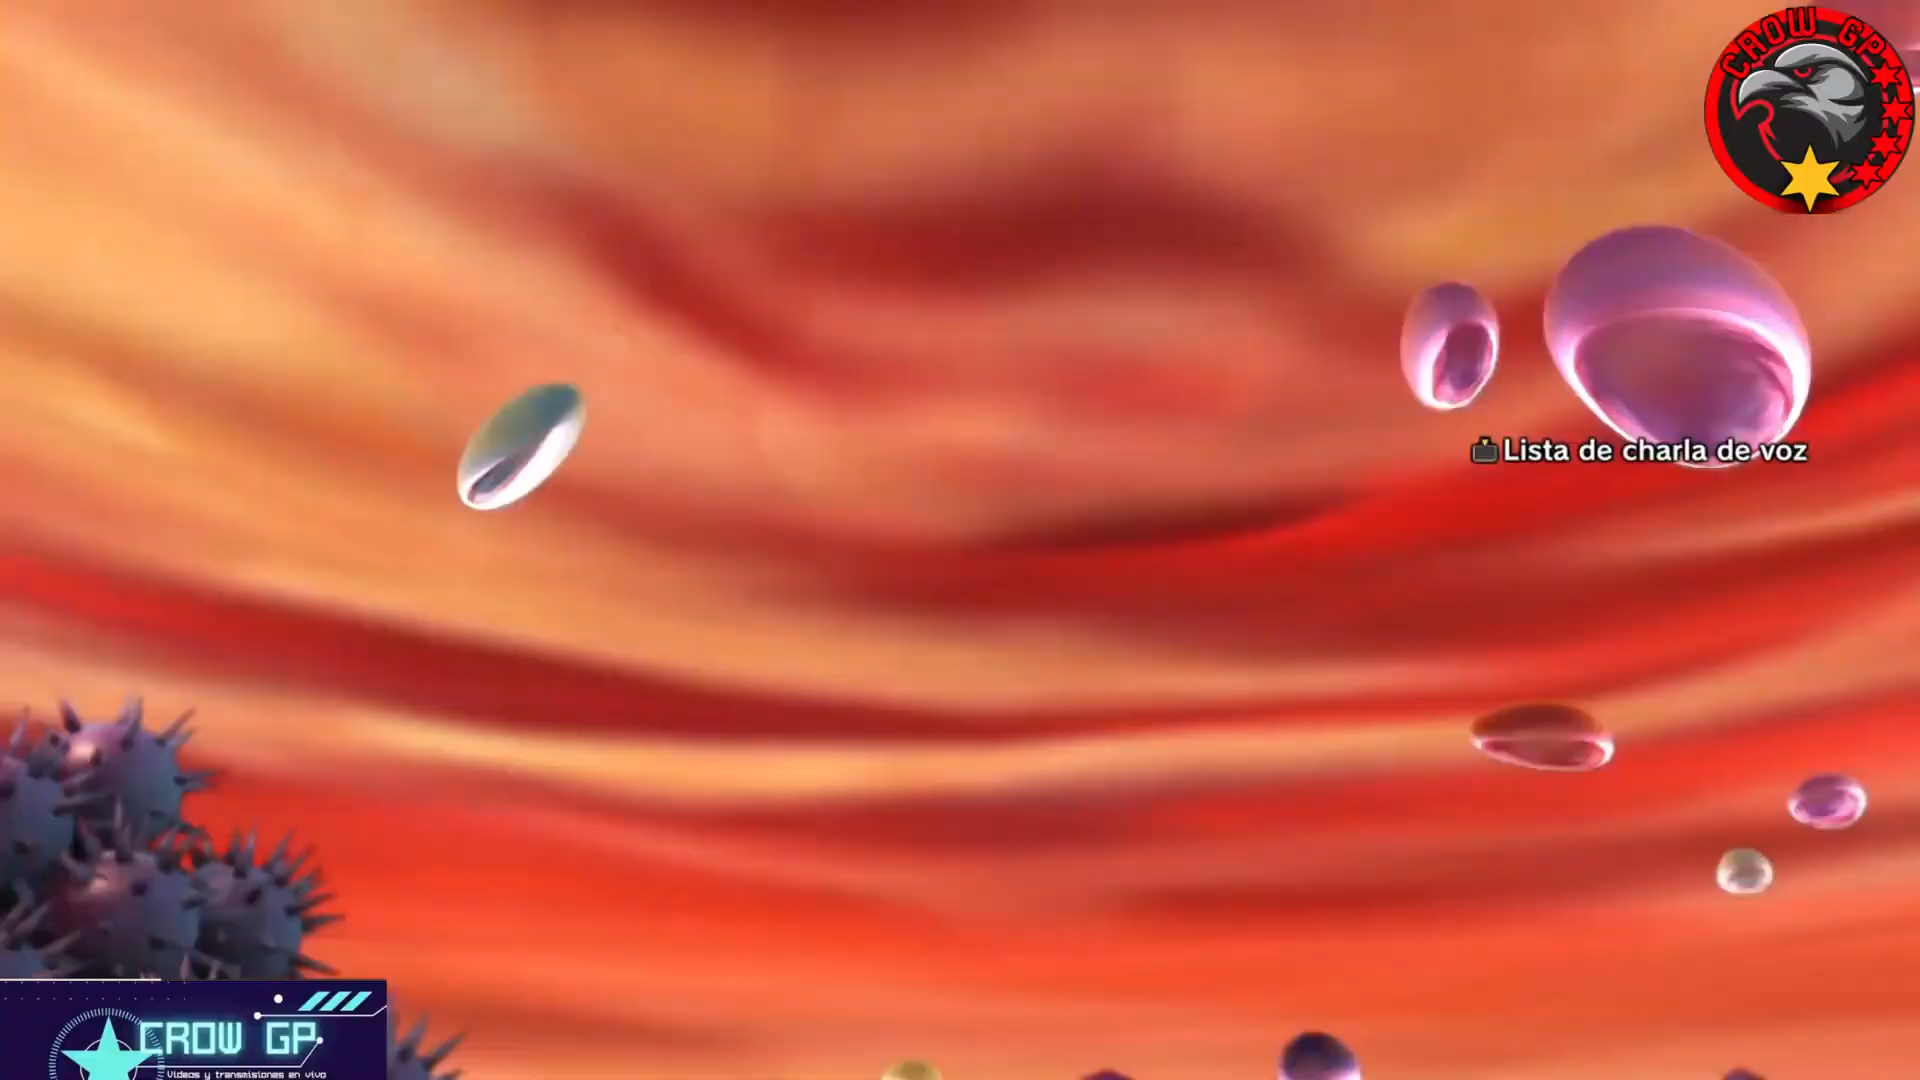 CROW GP
Lista de charla de voz
CROW GP
Videos y transmisiones en vivo